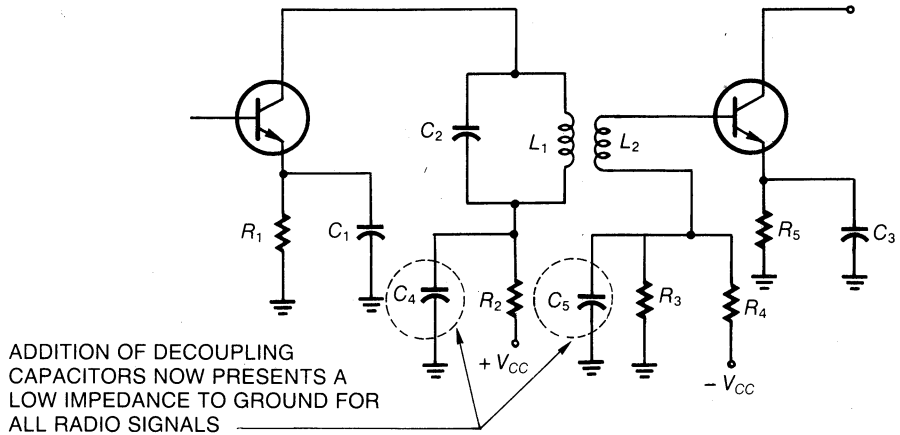 C2
L1
L2
R1
C1
R5
C3
C4
R2
C5
R3
R4
+ VCC
− VCC
ADDITION OF DECOUPLING
CAPACITORS NOW PRESENTS A
LOW IMPEDANCE TO GROUND FOR
ALL RADIO SIGNALS